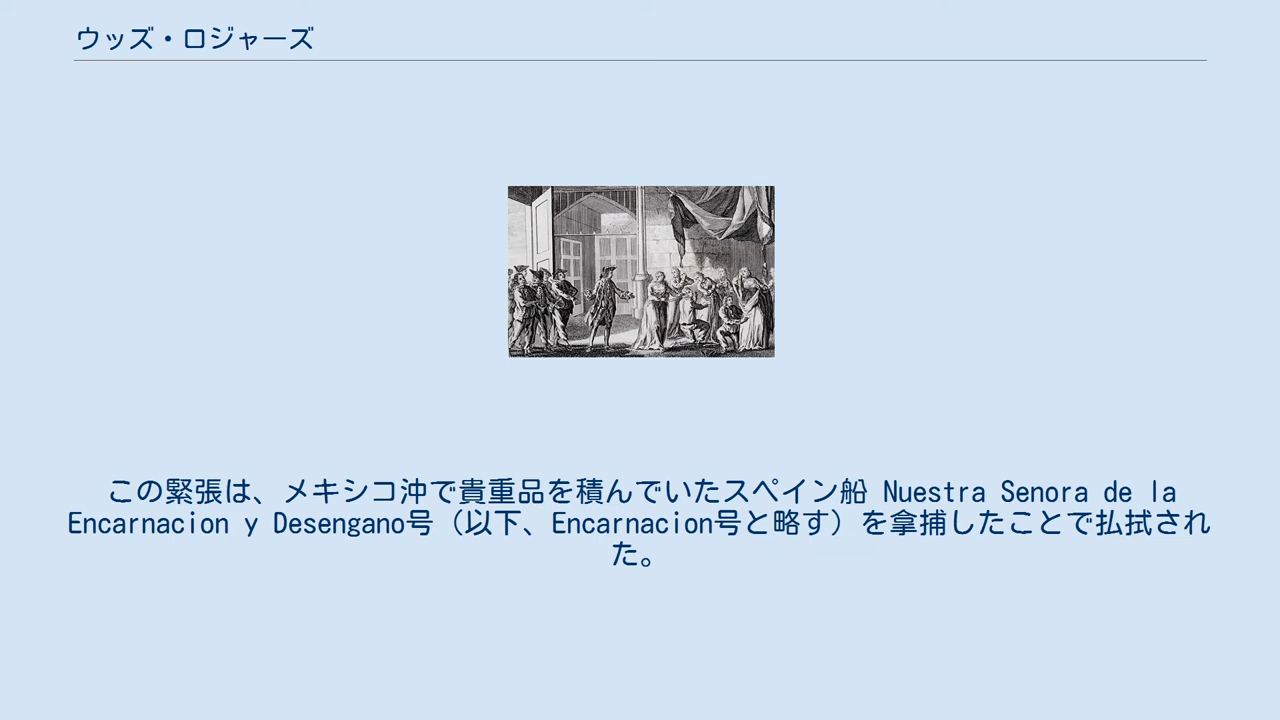 ウッズ・ロジャーズ
この緊張は、メキシコ沖で貴重品を積んでいたスペイン船 Nuestra Senora de la
Encarnacion y Desengano号（以下、Encarnacion号と略す）を拿捕したことで払拭され
た。